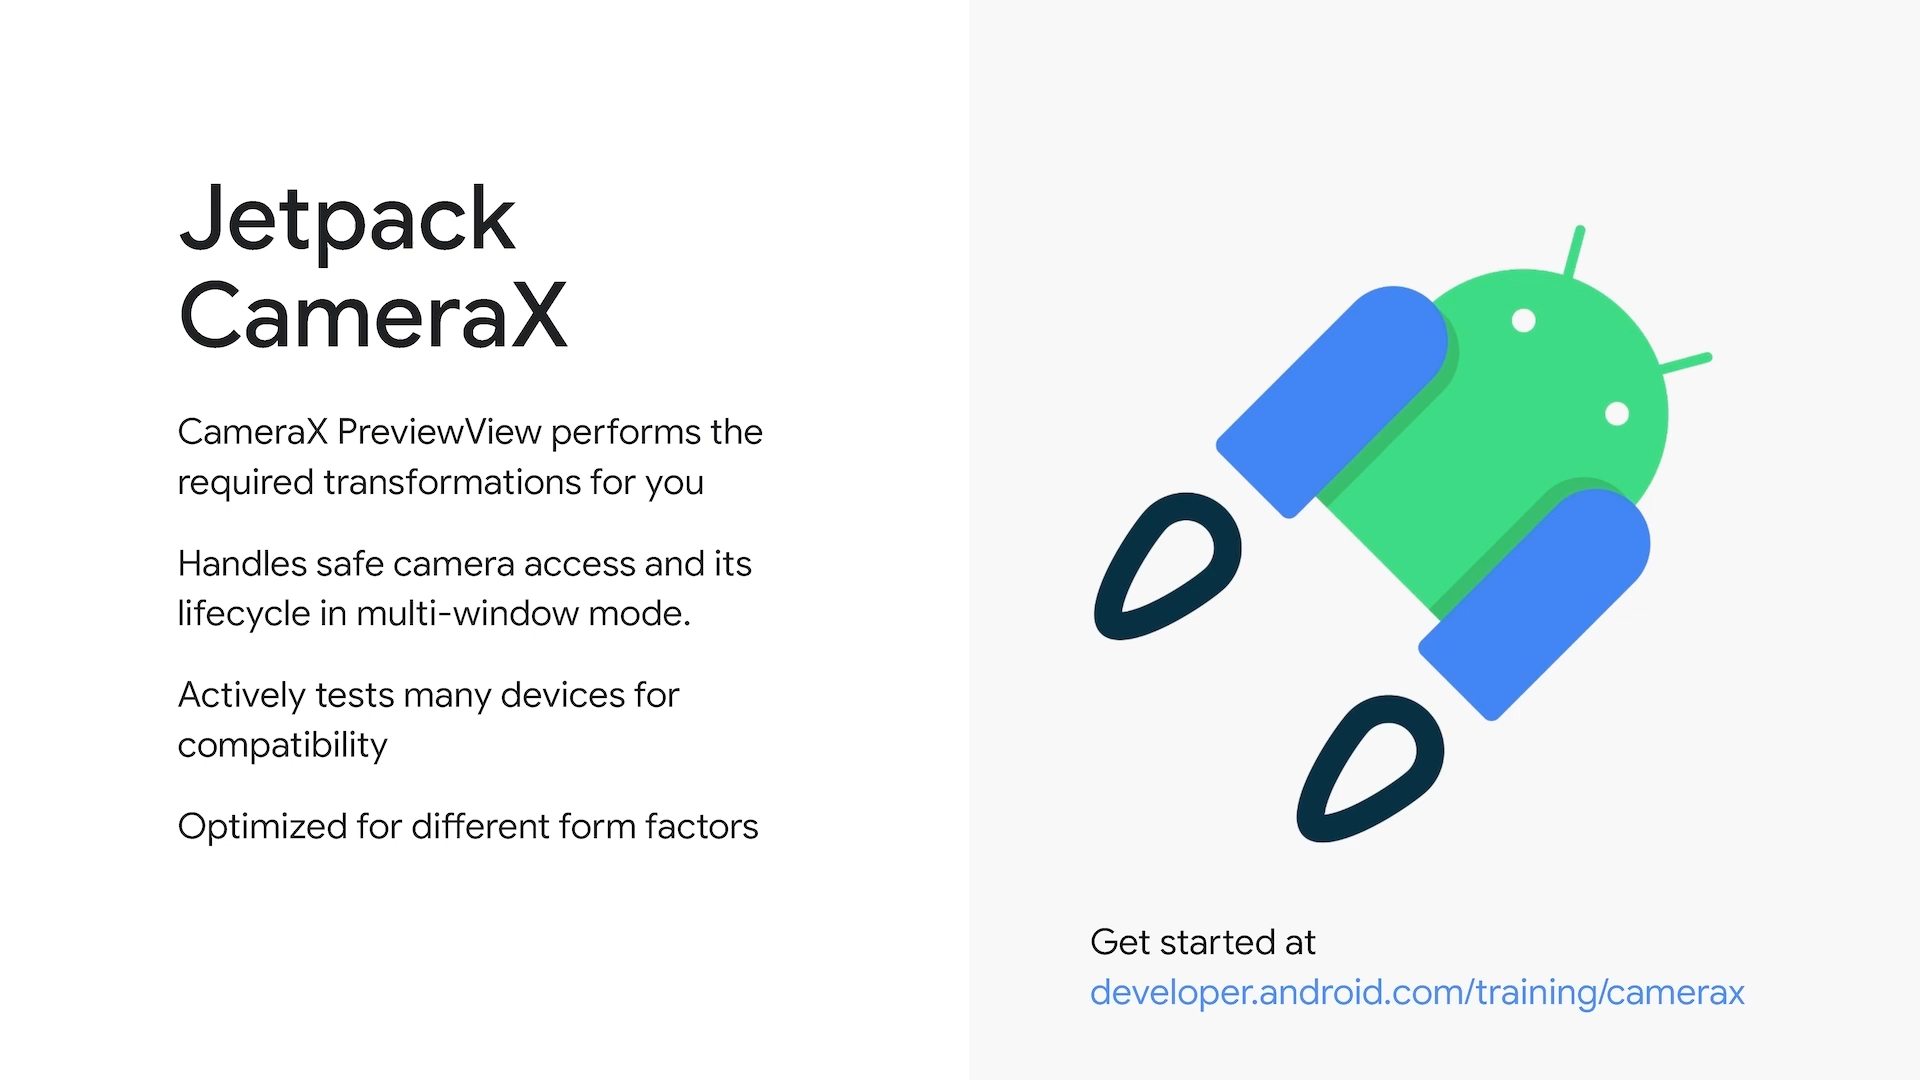 Jetpack
CameraX
CameraX PreviewView performs the
required transformations for you
Handles safe camera access and its
lifecycle in multi-window mode.
Actively tests many devices for
compatibility
Optimized for different form factors
Get started at
developer.android.com/training/camerax